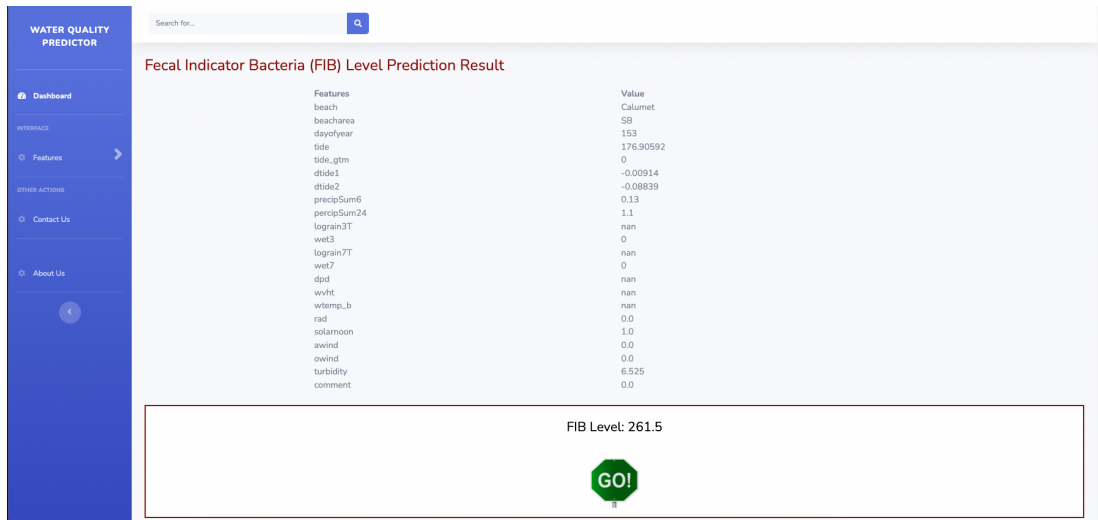 WATER QUALITY
PREDICTOR
Dashboard
INTERFACE
Features
OTHER ACTIONS
Contact Us
About Us
Search for...
Fecal Indicator Bacteria (FIB) Level Prediction Result
Features Value
beach Calumet
beacharea SB
dayofyear 153
tide 176.90592
tide_gtm 0
dtide1 -0.00914
dtide2 -0.08839
precipSum6 0.13
percipSum24 1.1
lograin3T nan
wet3 0
lograin7T nan
wet7 0
dpd nan
wvht nan
wtemp_b nan
rad 0.0
solarnoon 1.0
awind 0.0
owind 0.0
turbidity 6.525
comment 0.0
FIB Level: 261.5
GO!